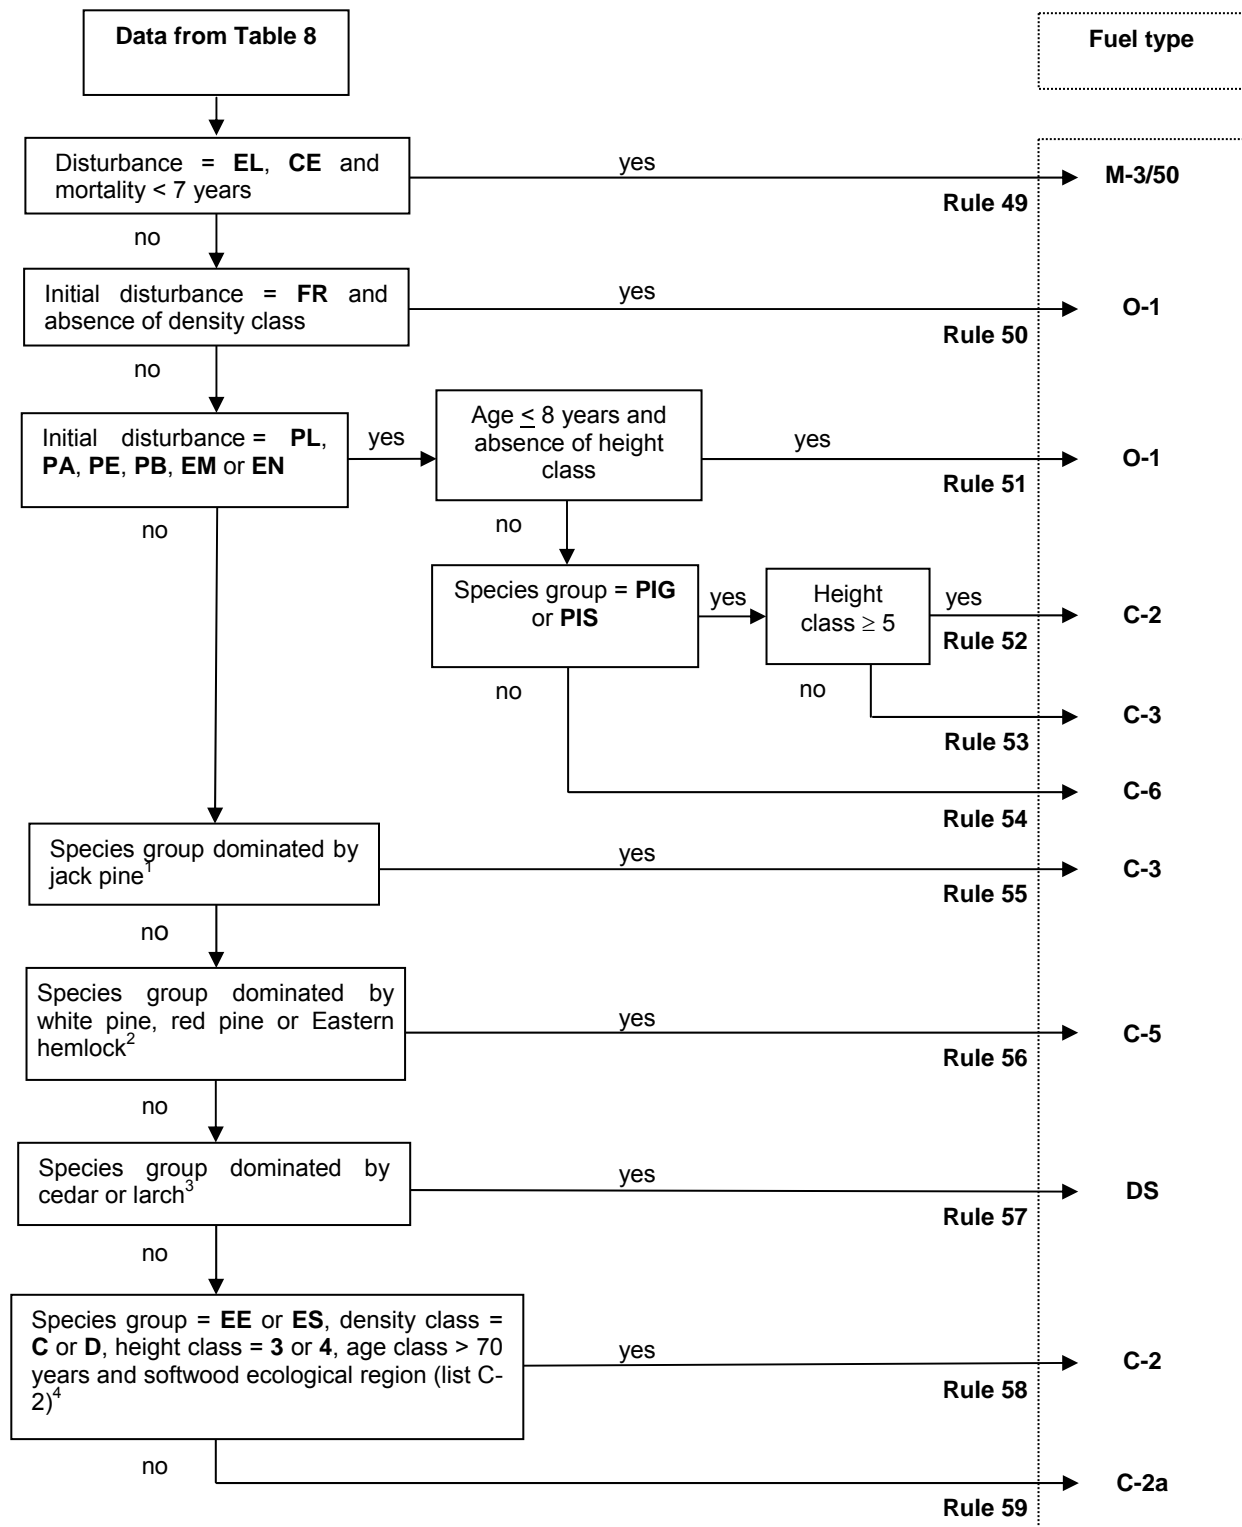 Data from Table 8
Fuel type
Disturbance = EL, CE and
mortality < 7 years
yes
Rule 49
M-3/50
no
Initial disturbance = FR and
absence of density class
yes
Rule 50
O-1
no
Initial disturbance = PL,
PA, PE, PB, EM or EN
yes
Age ≤ 8 years and
absence of height
class
yes
Rule 51
O-1
no
no
Species group = PIG
or PIS
yes
Height
class ≥ 5
yes
Rule 52
C-2
no
no
Rule 53
C-3
Rule 54
C-6
Species group dominated by
jack pine1
yes
Rule 55
C-3
no
Species group dominated by
white pine, red pine or Eastern
hemlock2
yes
Rule 56
C-5
no
Species group dominated by
cedar or larch3
yes
Rule 57
DS
no
Species group = EE or ES, density class =
C or D, height class = 3 or 4, age class > 70
years and softwood ecological region (list C-
2)4
yes
Rule 58
C-2
no
Rule 59
C-2a